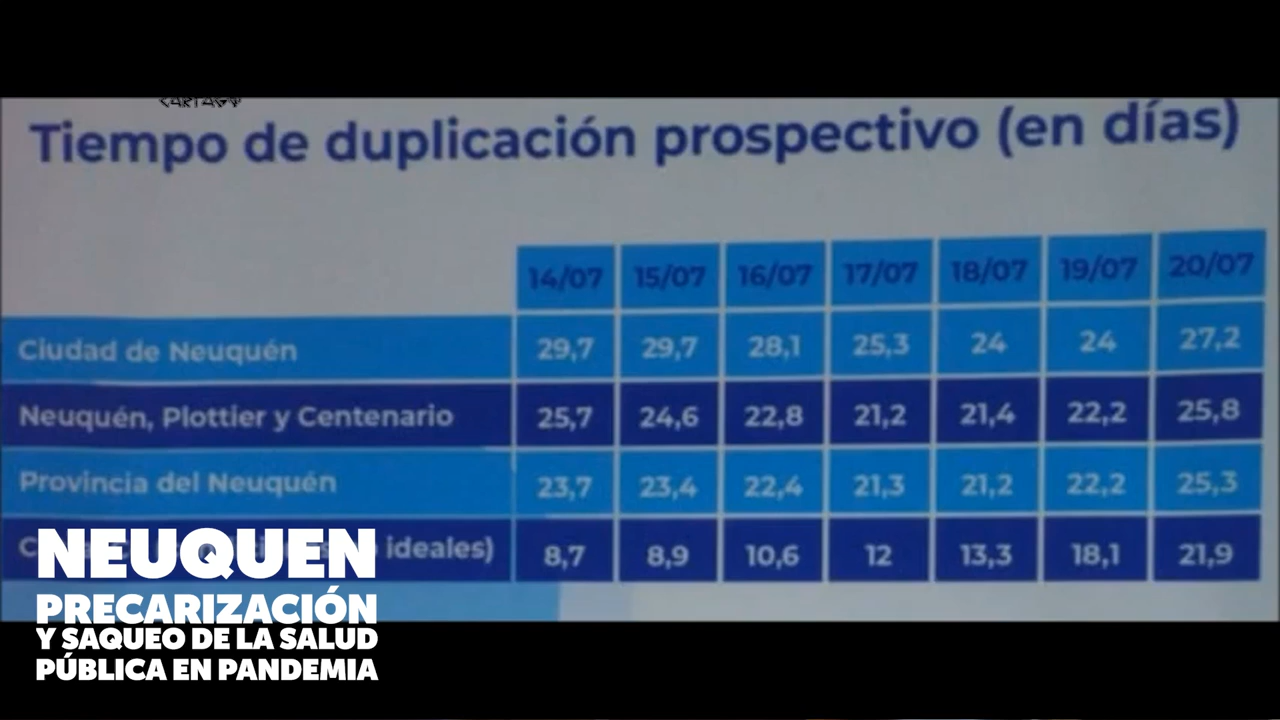 CARTAGO
Tiempo de duplicación prospectivo (en días)
14/07 15/07 16/07 17/07 18/07 19/07 20/07
Ciudad de Neuquén 29,7 29,7 28,1 25,3 24 24 27,2
Neuquén, Plottier y Centenario 25,7 24,6 22,8 21,2 21,4 22,2 25,8
Provincia del Neuquén 23,7 23,4 22,4 21,3 21,2 22,2 25,3
ideales) 8,7 8,9 10,6 12 13,3 18,1 21,9
NEUQUEN
PRECARIZACIÓN
Y SAQUEO DE LA SALUD
PÚBLICA EN PANDEMIA